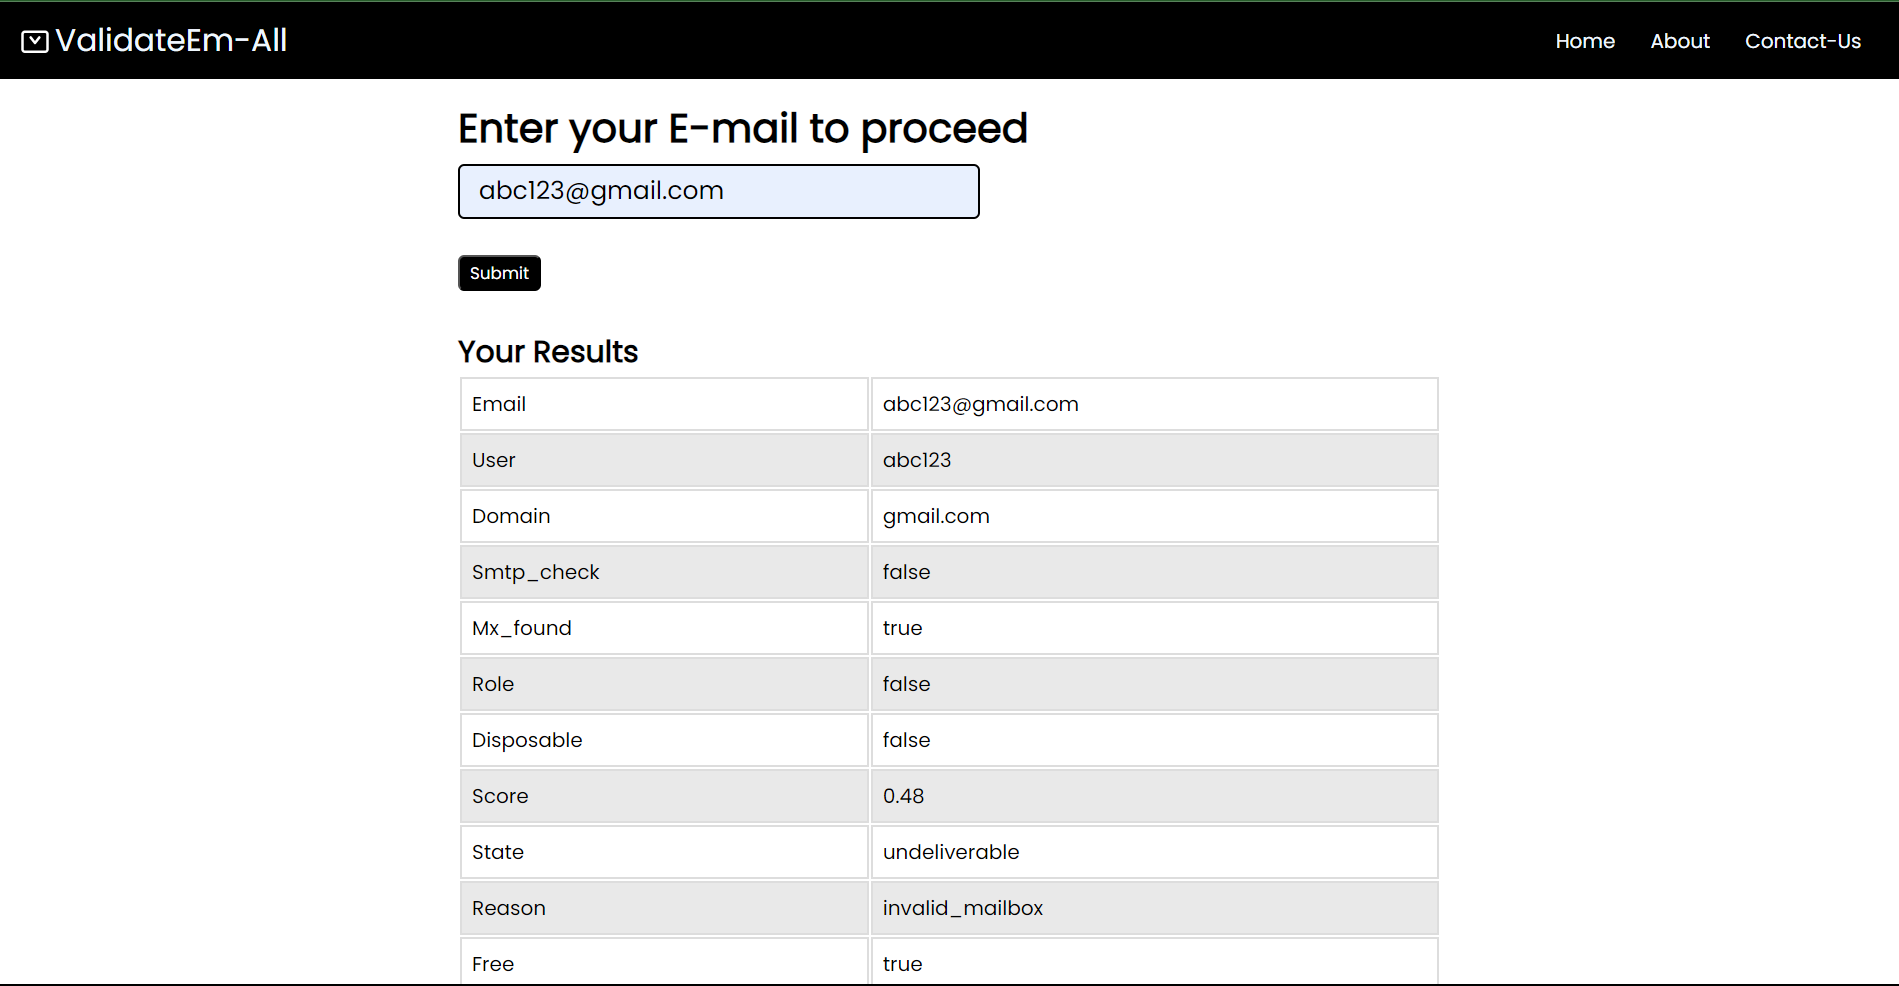 ValidateEm-All
Home About Contact-Us
Enter your E-mail to proceed
abc123@gmail.com
Submit
Your Results
Email abc123@gmail.com
User abc123
Domain gmail.com
Smtp_check false
Mx_found true
Role false
Disposable false
Score 0.48
State undeliverable
Reason invalid_mailbox
Free true